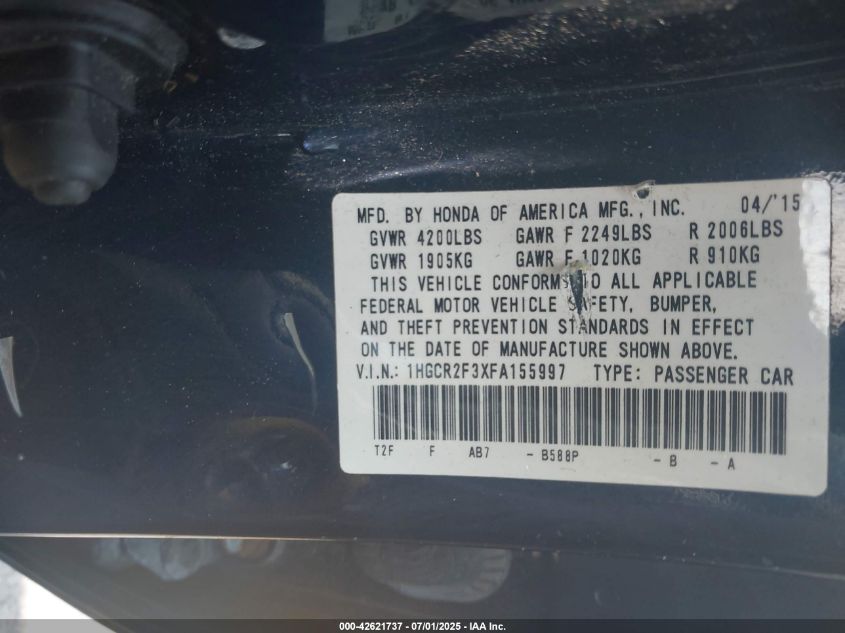 MFD. BY HONDA OF AMERICA MFG., INC. 04/'15
GVWR 4200LBS GAWR F 2249LBS R 2006LBS
GVWR 1905KG GAWR F 1020KG R 910KG
THIS VEHICLE CONFORMS TO ALL APPLICABLE
FEDERAL MOTOR VEHICLE SAFETY, BUMPER,
AND THEFT PREVENTION STANDARDS IN EFFECT
ON THE DATE OF MANUFACTURE SHOWN ABOVE.
V.I.N.: 1HGCR2F3XFA155997 TYPE: PASSENGER CAR
T2F F AB7 - B588P - B - A
000-42621737 - 07/01/2025 - IAA Inc.